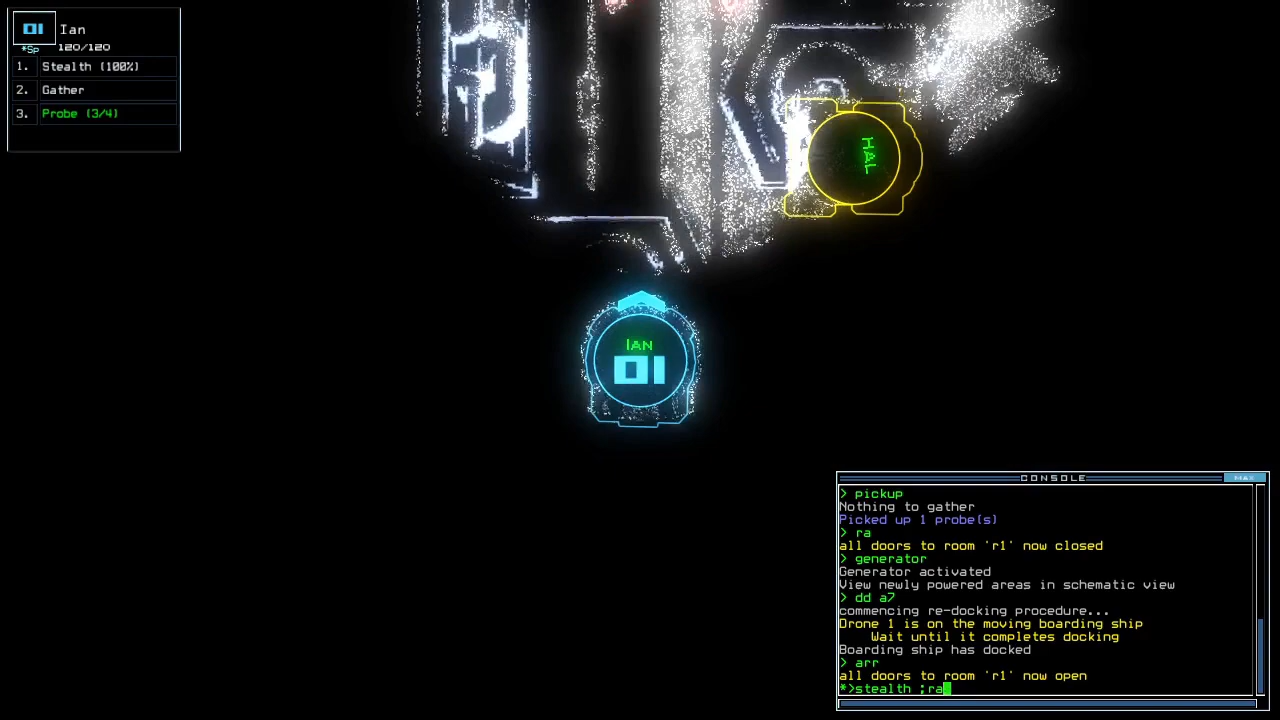 01 Ian
*Sp 120/120
1. Stealth (100%)
2. Gather
3. Probe (3/4)
HAL
IAN
01
CONSOLE
MAX
> pickup
Nothing to gather
Picked up 1 probe(s)
> ra
all doors to room 'r1' now closed
> generator
Generator activated
View newly powered areas in schematic view
> dd a7
commencing re-docking procedure...
Drone 1 is on the moving boarding ship
Wait until it completes docking
Boarding ship has docked
> arr
all doors to room 'r1' now open
*>stealth ;ra